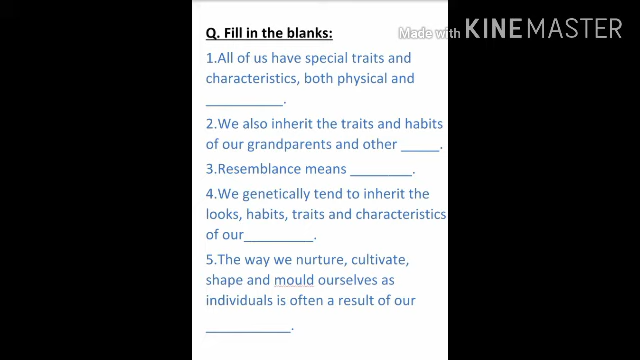 Made with KINEMASTER
Q. Fill in the blanks:
1.All of us have special traits and
characteristics, both physical and
___________.
2.We also inherit the traits and habits
of our grandparents and other _____.
3.Resemblance means ________.
4.We genetically tend to inherit the
looks, habits, traits and characteristics
of our__________.
5.The way we nurture, cultivate,
shape and mould ourselves as
individuals is often a result of our
____________.